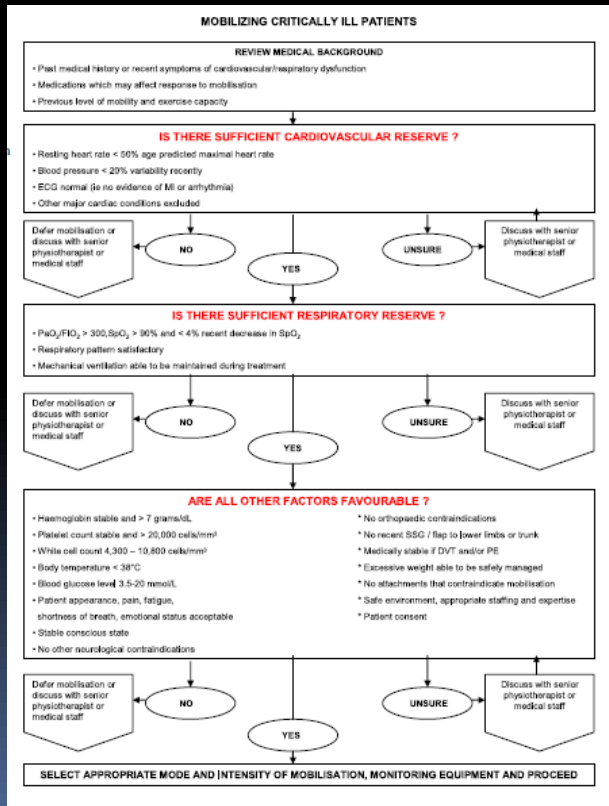 MOBILIZING CRITICALLY ILL PATIENTS
REVIEW MEDICAL BACKGROUND
• Past medical history or recent symptoms of cardiovascular/respiratory dysfunction
• Medications which may affect response to mobilisation
• Previous level of mobility and exercise capacity
IS THERE SUFFICIENT CARDIOVASCULAR RESERVE ?
• Resting heart rate < 50% age predicted maximal heart rate
• Blood pressure < 20% variability recently
• ECG normal (ie no evidence of MI or arrhythmia)
• Other major cardiac conditions excluded
Defer mobilisation or
discuss with senior
physiotherapist or
medical staff
NO
YES
UNSURE
Discuss with senior
physiotherapist or
medical staff
IS THERE SUFFICIENT RESPIRATORY RESERVE ?
• PaO₂/FIO₂ > 300,SpO₂ > 90% and < 4% recent decrease in SpO₂
• Respiratory pattern satisfactory
• Mechanical ventilation able to be maintained during treatment
Defer mobilisation or
discuss with senior
physiotherapist or
medical staff
NO
YES
UNSURE
Discuss with senior
physiotherapist or
medical staff
ARE ALL OTHER FACTORS FAVOURABLE ?
• Haemoglobin stable and > 7 grams/dL
• Platelet count stable and > 20,000 cells/mm³
• White cell count 4,300 – 10,800 cells/mm³
• Body temperature < 38°C
• Blood glucose level 3.5-20 mmol/L
• Patient appearance, pain, fatigue,
shortness of breath, emotional status acceptable
• Stable conscious state
• No other neurological contraindications
* No orthopaedic contraindications
* No recent SSG / flap to lower limbs or trunk
* Medically stable if DVT and/or PE
* Excessive weight able to be safely managed
* No attachments that contraindicate mobilisation
* Safe environment, appropriate staffing and expertise
* Patient consent
Defer mobilisation or
discuss with senior
physiotherapist or
medical staff
NO
YES
UNSURE
Discuss with senior
physiotherapist or
medical staff
SELECT APPROPRIATE MODE AND INTENSITY OF MOBILISATION, MONITORING EQUIPMENT AND PROCEED